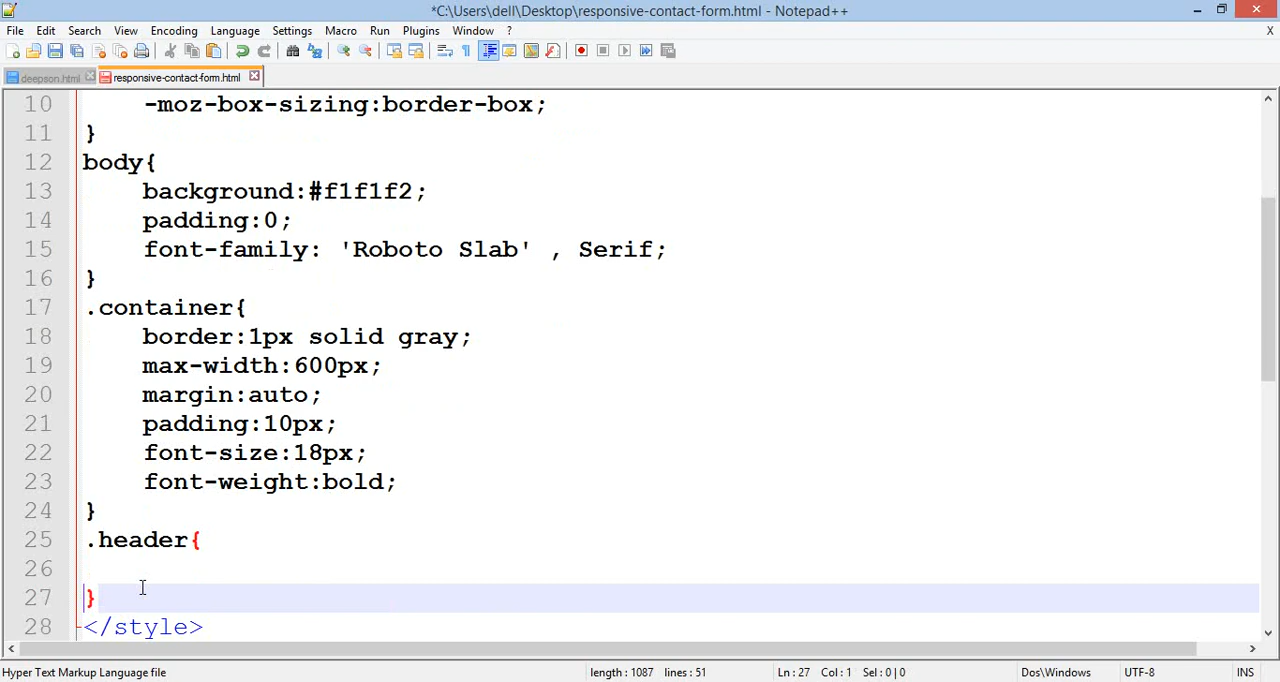 *C:\Users\dell\Desktop\responsive-contact-form.html - Notepad++
File Edit Search View Encoding Language Settings Macro Run Plugins Window ? X
deepson.html responsive-contact-form.html
10 -moz-box-sizing:border-box;
11 }
12 body{
13 background:#f1f1f2;
14 padding:0;
15 font-family: 'Roboto Slab' , Serif;
16 }
17 .container{
18 border:1px solid gray;
19 max-width:600px;
20 margin:auto;
21 padding:10px;
22 font-size:18px;
23 font-weight:bold;
24 }
25 .header{
26
27 }
28 </style>
Hyper Text Markup Language file length : 1087 lines : 51 Ln : 27 Col : 1 Sel : 0 | 0 Dos\Windows UTF-8 INS